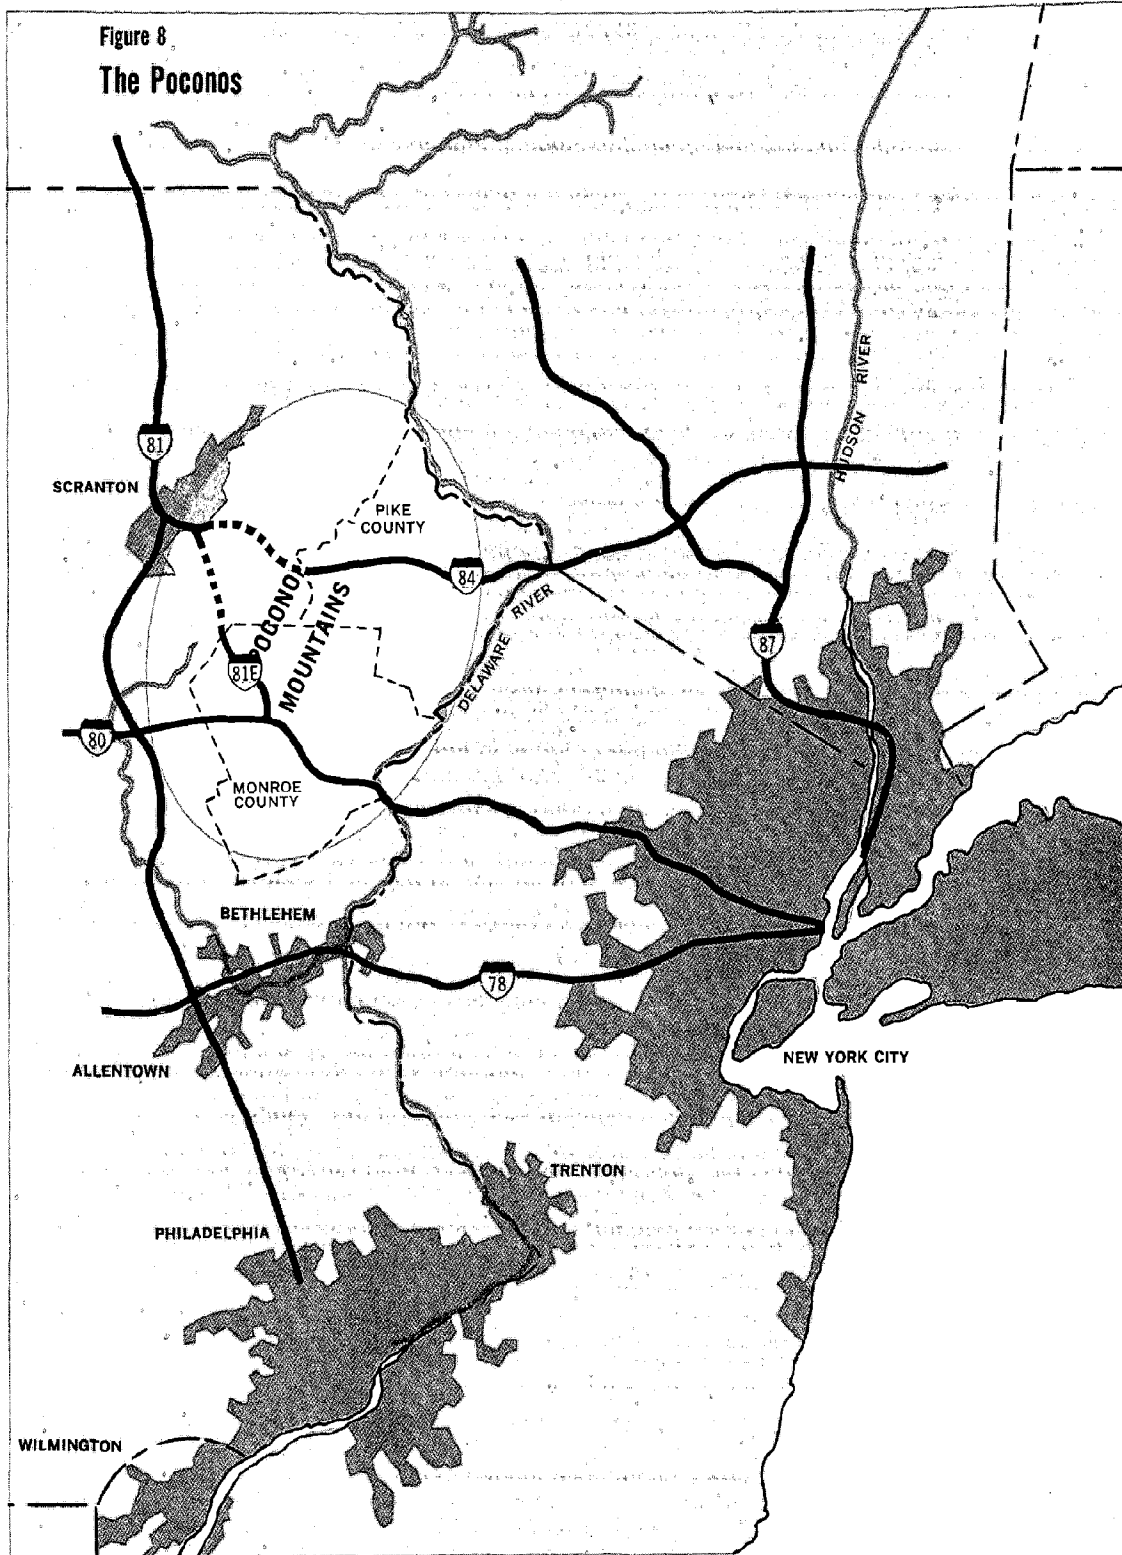 Figure 8
The Poconos
HUDSON RIVER
81
SCRANTON
PIKE
COUNTY
84
POCONO
MOUNTAINS
DELAWARE RIVER
87
81E
80
MONROE
COUNTY
BETHLEHEM
78
NEW YORK CITY
ALLENTOWN
TRENTON
PHILADELPHIA
WILMINGTON